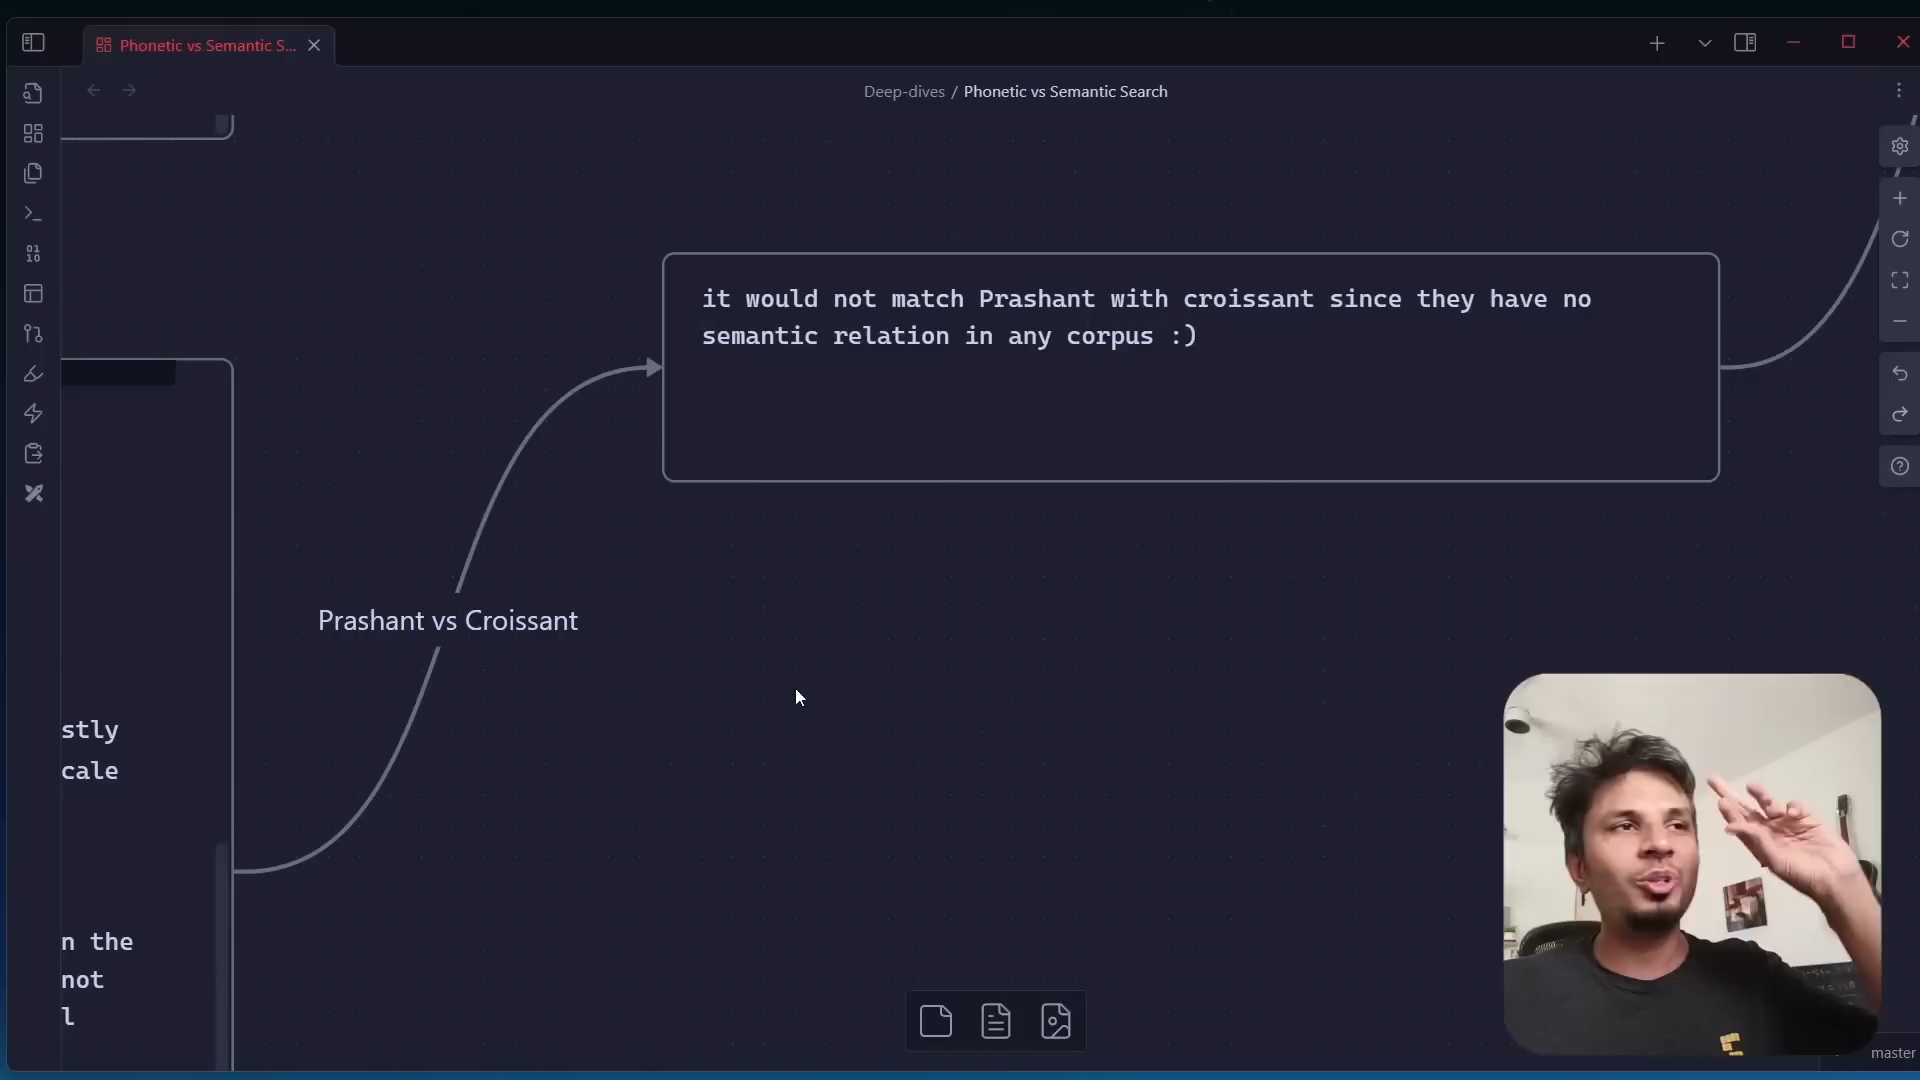 Phonetic vs Semantic S...
Deep-dives / Phonetic vs Semantic Search
it would not match Prashant with croissant since they have no
semantic relation in any corpus :)
Prashant vs Croissant
stly
cale
n the
not
l
master